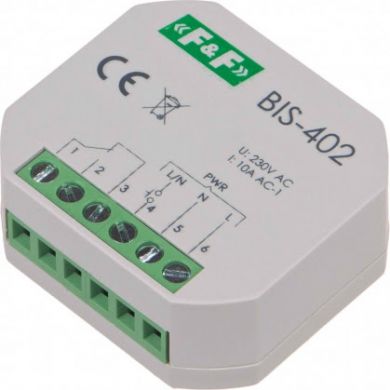 «F&F»
CE
BIS-402
U: 230V AC
I: 10A AC-1
L/N PWR
N L
1 2 3 4 5 6